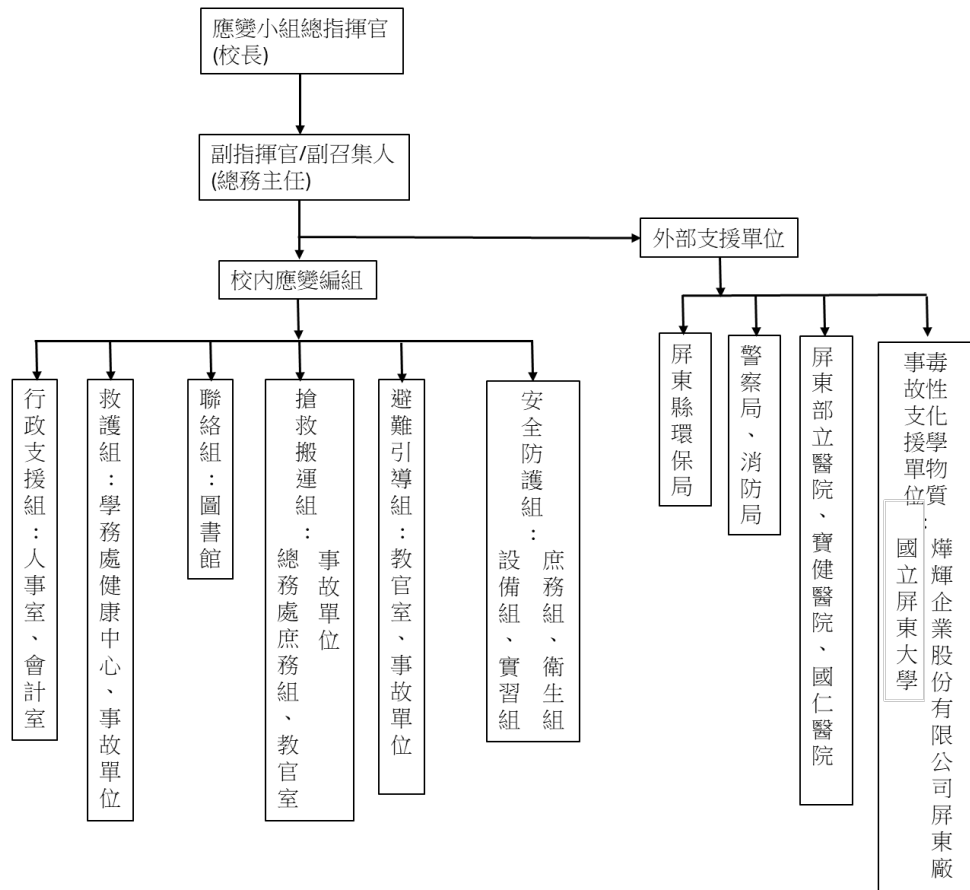 應變小組總指揮官
(校長)
副指揮官/副召集人
(總務主任)
外部支援單位
校內應變編組
行政支援組：人事室、會計室
救護組：學務處健康中心、事故單位
聯絡組：圖書館
搶救搬運組：
事故單位
總務處庶務組、教官室
避難引導組：教官室、事故單位
安全防護組：
庶務組、衛生組
設備組、實習組
屏東縣環保局
警察局、消防局
屏東部立醫院、寶健醫院、國仁醫院
毒性化學物質
事故支援單位：
燁輝企業股份有限公司屏東廠
國立屏東大學